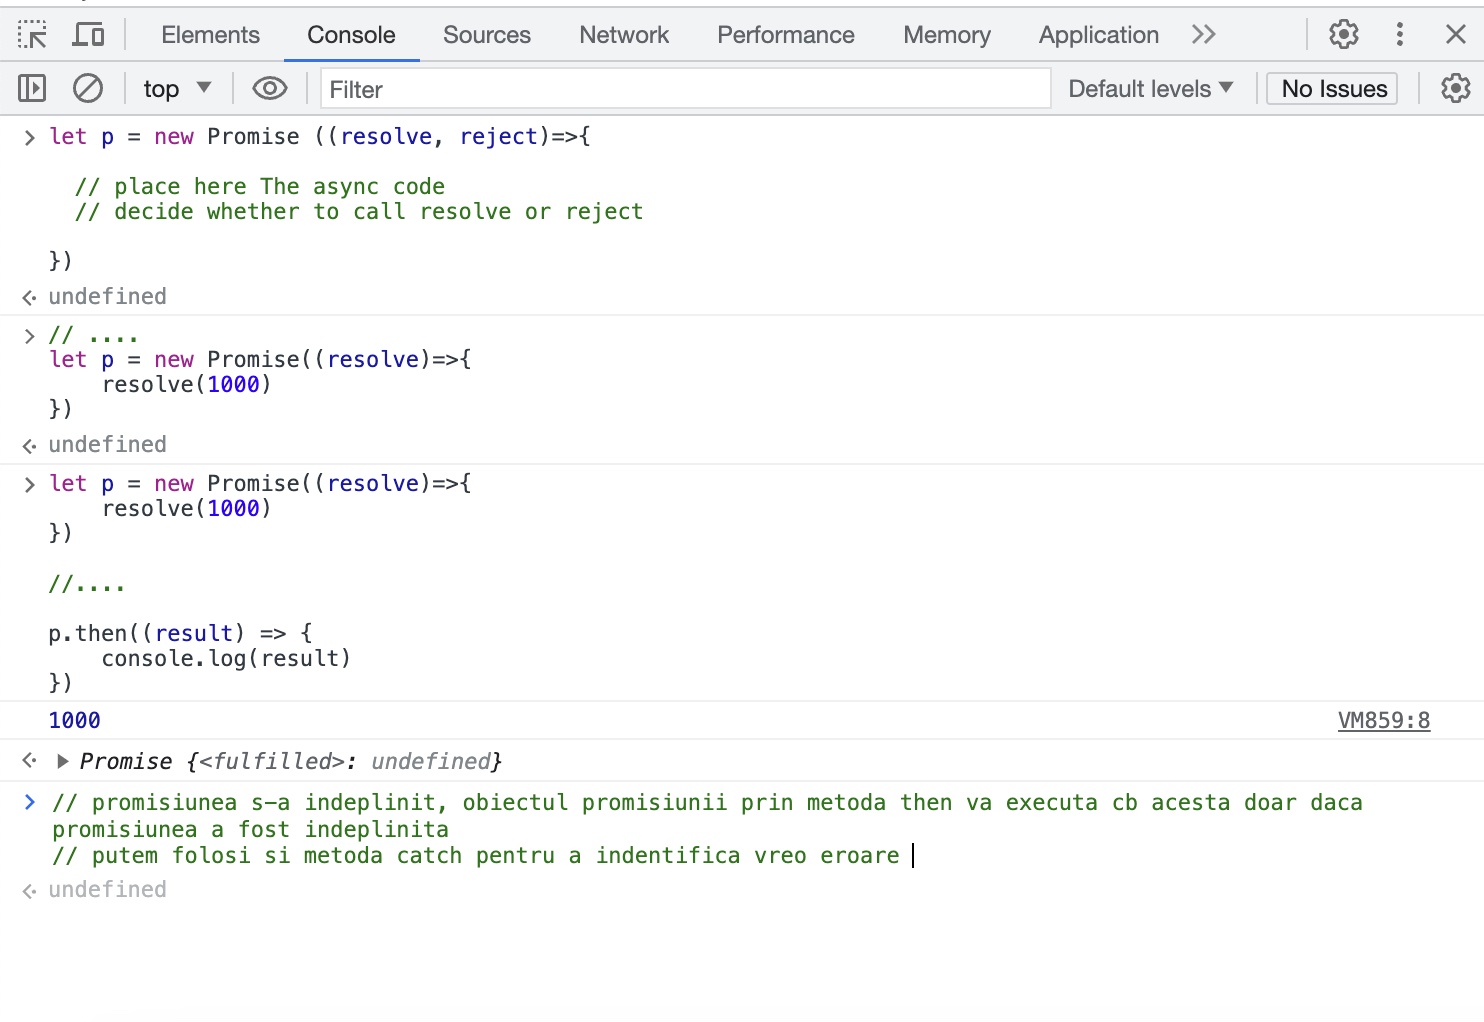 Elements Console Sources Network Performance Memory Application
top Filter Default levels No Issues
let p = new Promise ((resolve, reject)=>{
// place here The async code
// decide whether to call resolve or reject
})
undefined
// ....
let p = new Promise((resolve)=>{
resolve(1000)
})
undefined
let p = new Promise((resolve)=>{
resolve(1000)
})
//....
p.then((result) => {
console.log(result)
})
1000 VM859:8
Promise {<fulfilled>: undefined}
// promisiunea s-a indeplinit, obiectul promisiunii prin metoda then va executa cb acesta doar daca
promisiunea a fost indeplinita
// putem folosi si metoda catch pentru a indentifica vreo eroare
undefined